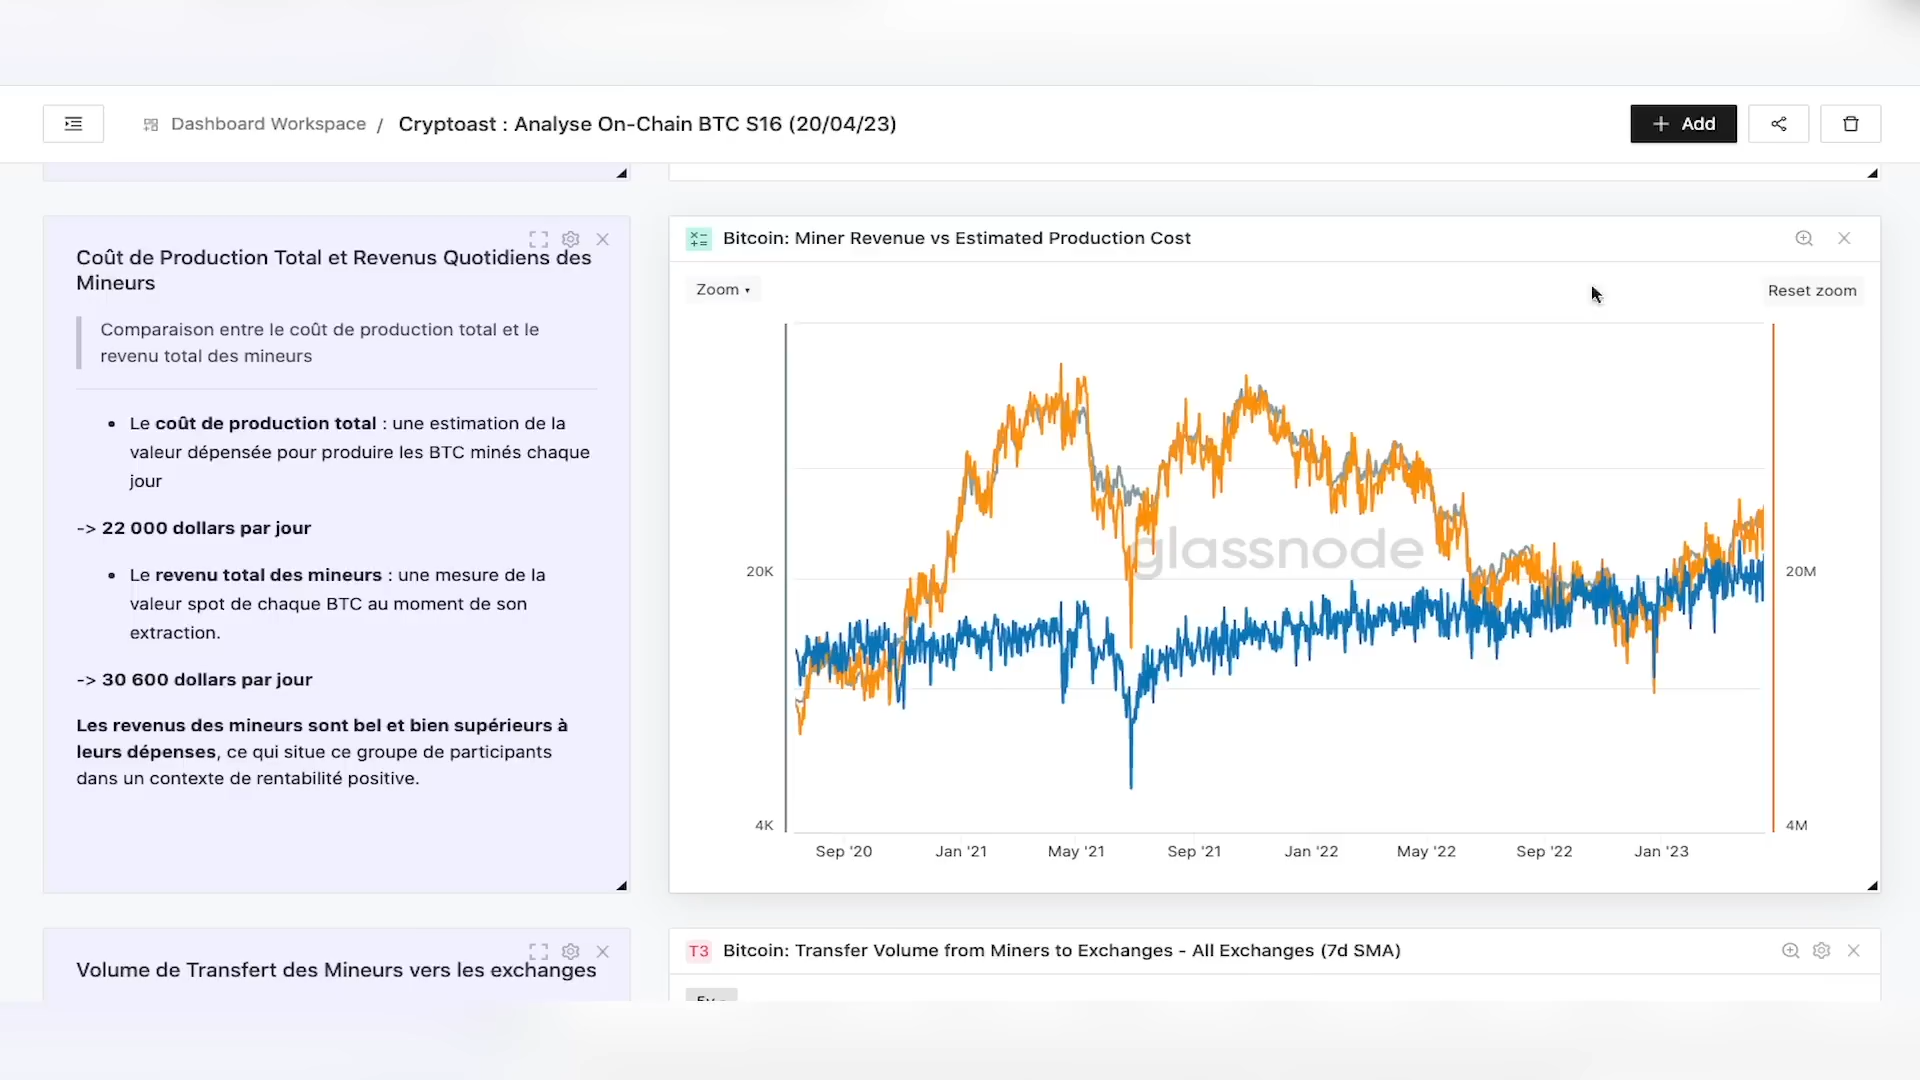 Dashboard Workspace / Cryptoast : Analyse On-Chain BTC S16 (20/04/23)
+ Add
Coût de Production Total et Revenus Quotidiens des
Mineurs
Comparaison entre le coût de production total et le
revenu total des mineurs
• Le coût de production total : une estimation de la
valeur dépensée pour produire les BTC minés chaque
jour
-> 22 000 dollars par jour
• Le revenu total des mineurs : une mesure de la
valeur spot de chaque BTC au moment de son
extraction.
-> 30 600 dollars par jour
Les revenus des mineurs sont bel et bien supérieurs à
leurs dépenses, ce qui situe ce groupe de participants
dans un contexte de rentabilité positive.
Bitcoin: Miner Revenue vs Estimated Production Cost
Zoom
Reset zoom
glassnode
20K
20M
4K
4M
Sep '20 Jan '21 May '21 Sep '21 Jan '22 May '22 Sep '22 Jan '23
Volume de Transfert des Mineurs vers les exchanges
T3 Bitcoin: Transfer Volume from Miners to Exchanges - All Exchanges (7d SMA)